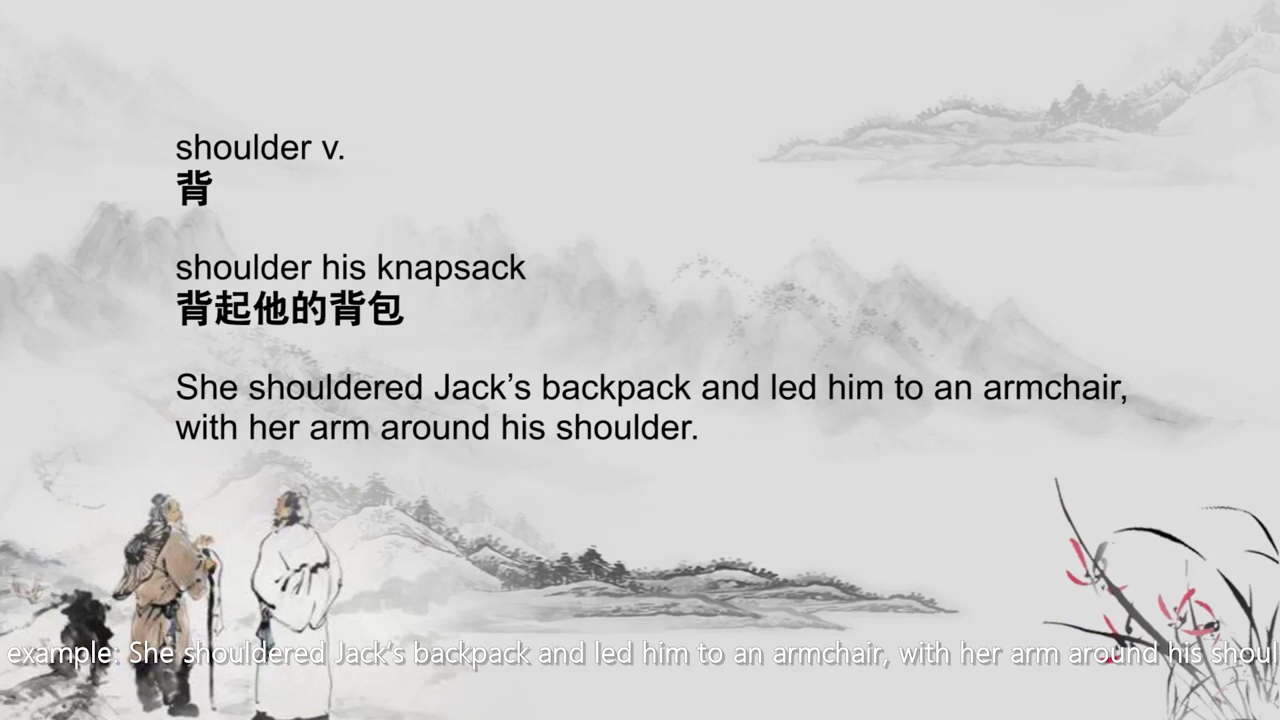 shoulder v.
背
shoulder his knapsack
背起他的背包
She shouldered Jack’s backpack and led him to an armchair,
with her arm around his shoulder.
example: She shouldered Jack’s backpack and led him to an armchair, with her arm around his shoul